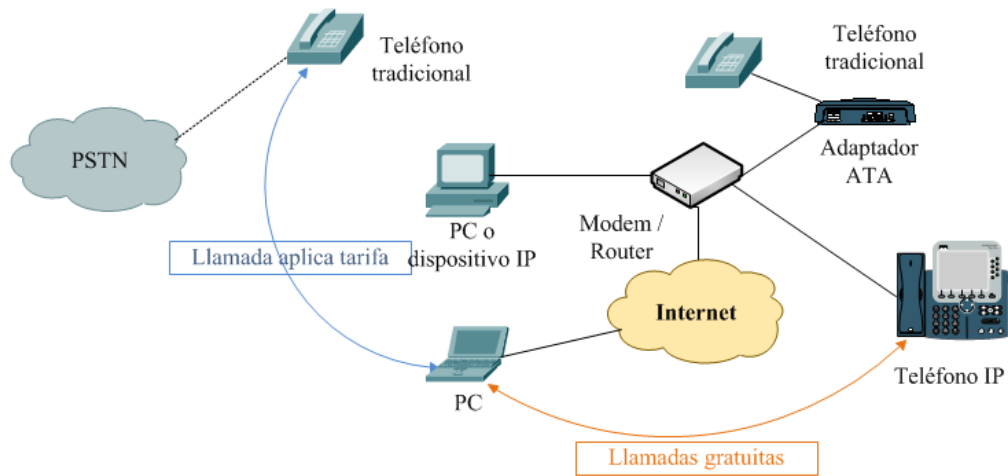 Teléfono
tradicional
Teléfono
tradicional
PSTN
Adaptador
ATA
PC o
dispositivo IP
Modem /
Router
Llamada aplica tarifa
Internet
PC
Teléfono IP
Llamadas gratuitas